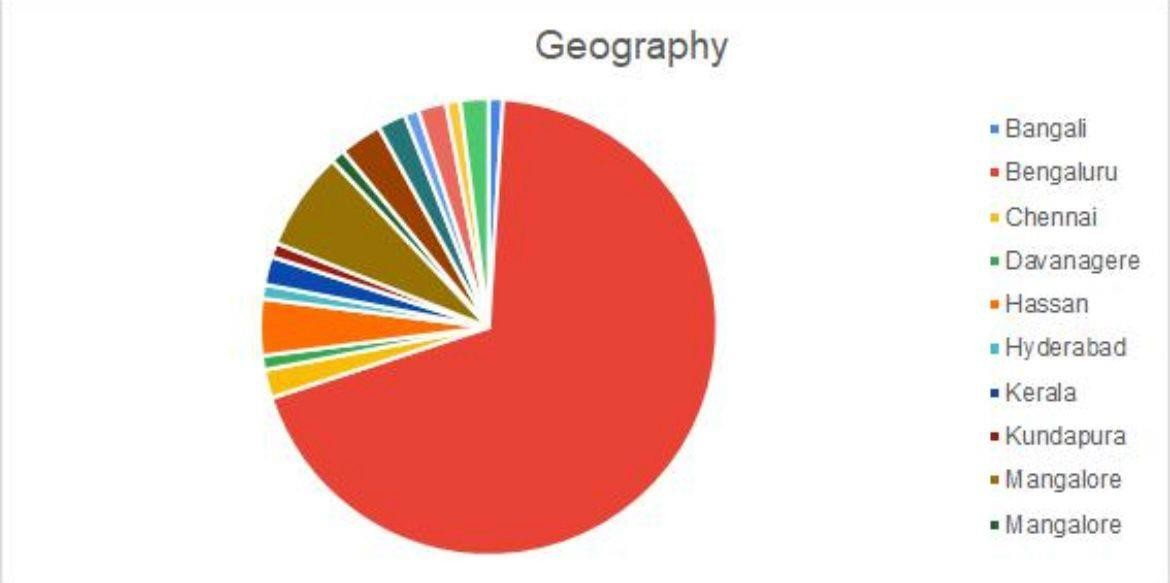 Geography
Bangali
Bengaluru
Chennai
Davanagere
Hassan
Hyderabad
Kerala
Kundapura
Mangalore
Mangalore